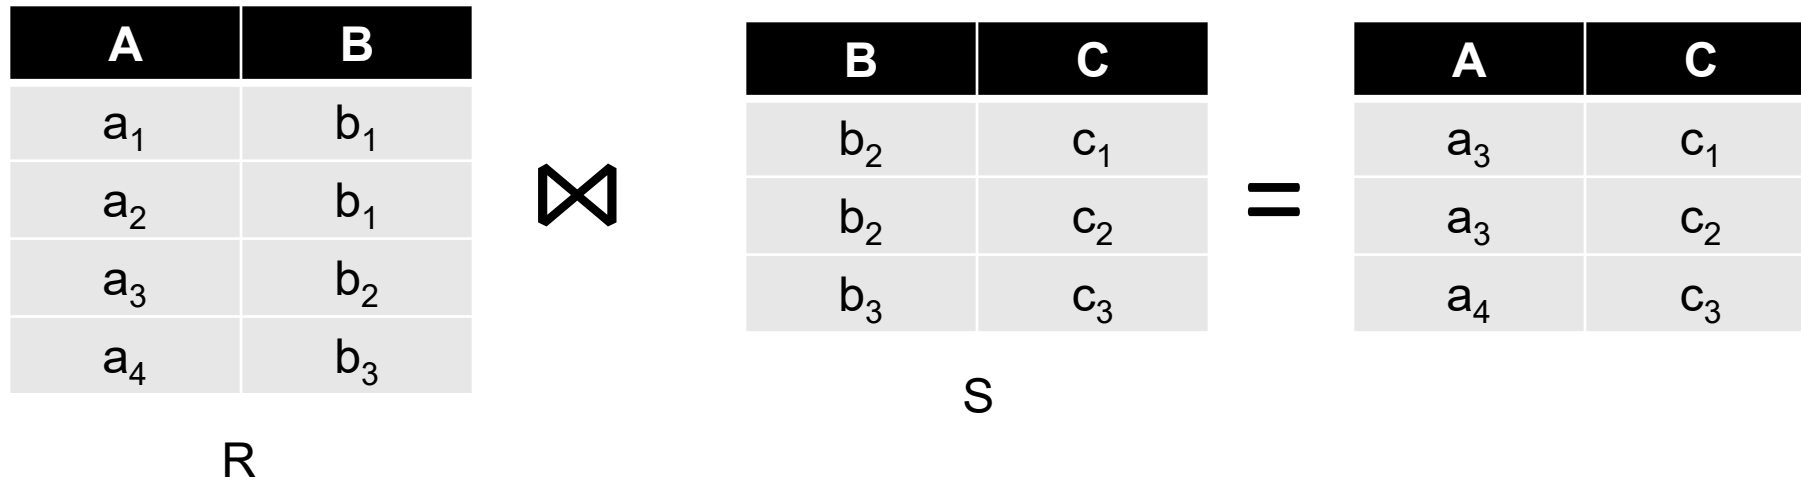 A B
a₁ b₁
a₂ b₁
a₃ b₂
a₄ b₃
R
⋈
B C
b₂ c₁
b₂ c₂
b₃ c₃
S
=
A C
a₃ c₁
a₃ c₂
a₄ c₃